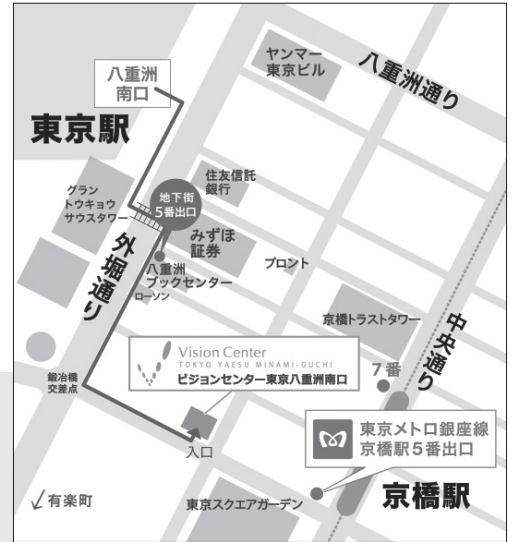 ヤンマー
東京ビル
八重洲通り
八重洲
南口
東京駅
グラン
トウキョウ
サウスタワー
地下街
5番出口
住友信託
銀行
みずほ
証券
八重洲
ブックセンター
ローソン
プロント
外堀通り
京橋トラストタワー
中央通り
7番
Vision Center
TOKYO YAESU MINAMI-GUCHI
ビジョンセンター東京八重洲南口
鍛冶橋
交差点
入口
東京メトロ銀座線
京橋駅5番出口
有楽町
東京スクエアガーデン
京橋駅